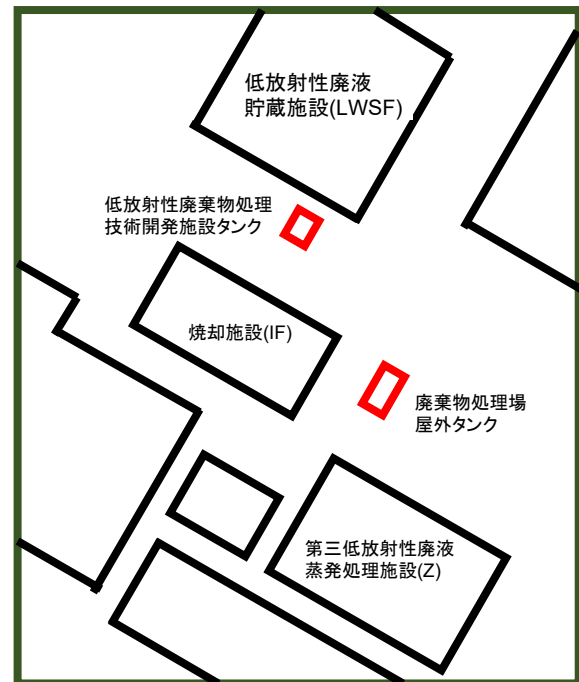 低放射性廃液
貯蔵施設(LWSF)
低放射性廃棄物処理
技術開発施設タンク
焼却施設(IF)
廃棄物処理場
屋外タンク
第三低放射性廃液
蒸発処理施設(Z)